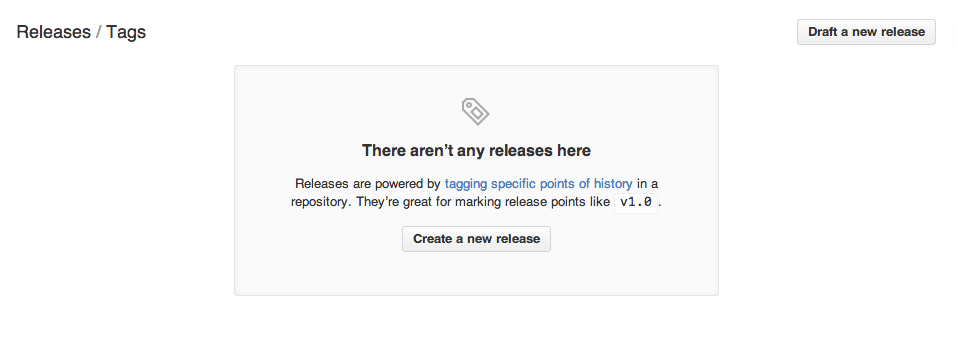 Releases / Tags
Draft a new release
There aren’t any releases here
Releases are powered by tagging specific points of history in a
repository. They’re great for marking release points like v1.0.
Create a new release